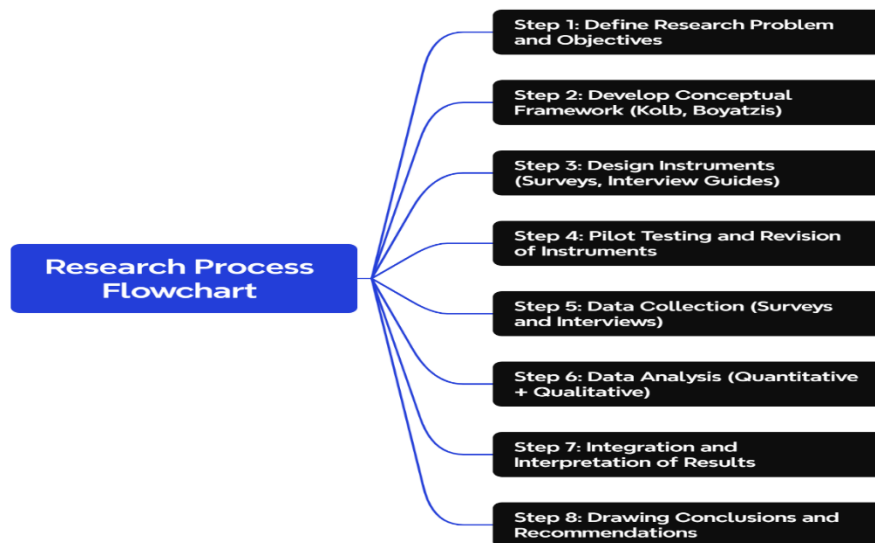 Research Process
Flowchart
Step 1: Define Research Problem
and Objectives
Step 2: Develop Conceptual
Framework (Kolb, Boyatzis)
Step 3: Design Instruments
(Surveys, Interview Guides)
Step 4: Pilot Testing and Revision
of Instruments
Step 5: Data Collection (Surveys
and Interviews)
Step 6: Data Analysis (Quantitative
+ Qualitative)
Step 7: Integration and
Interpretation of Results
Step 8: Drawing Conclusions and
Recommendations